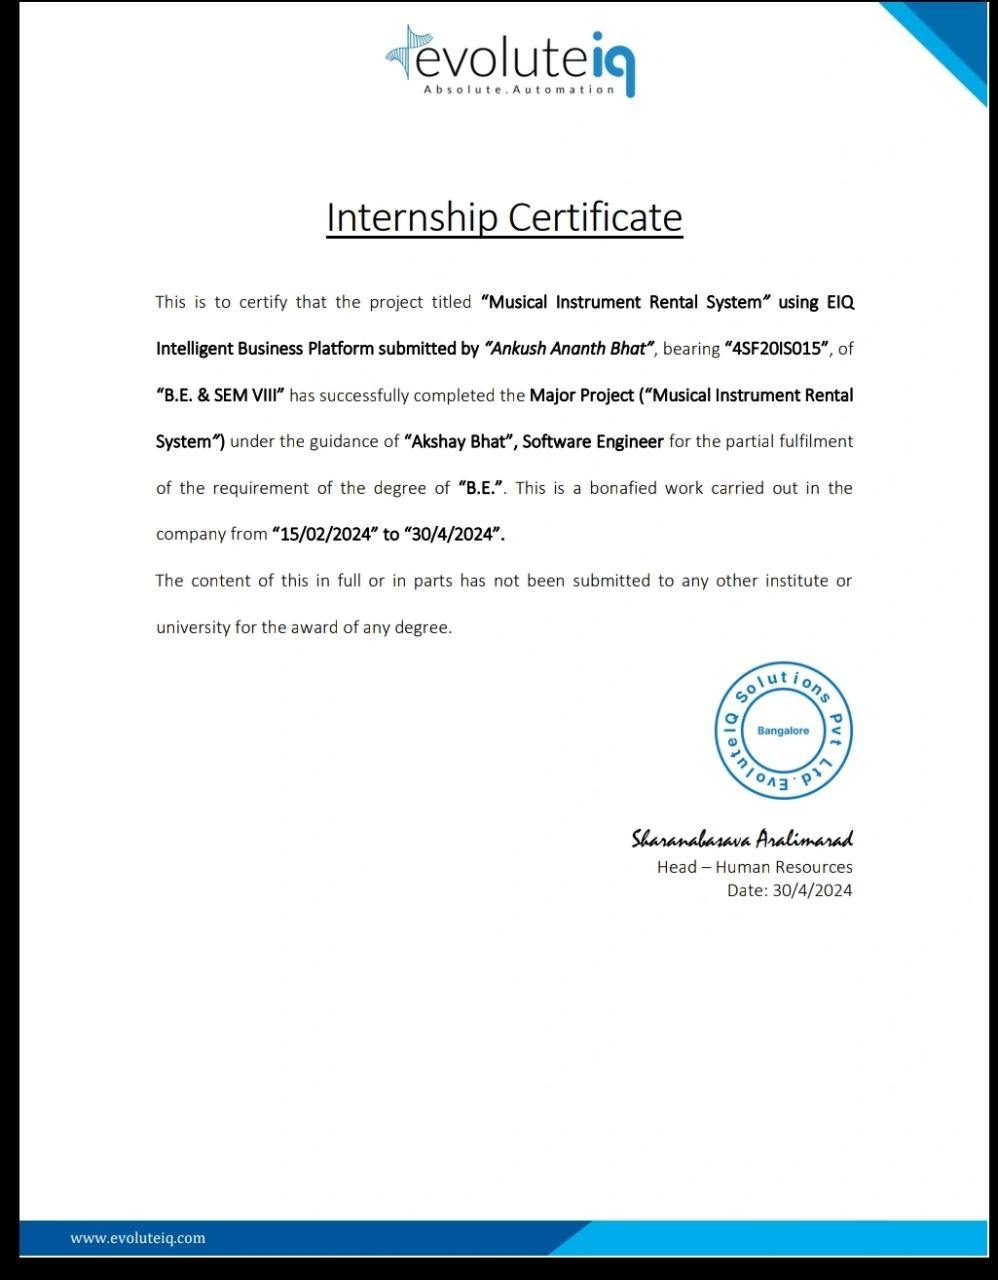 evoluteiq
Absolute.Automation
Internship Certificate
This is to certify that the project titled “Musical Instrument Rental System” using EIQ
Intelligent Business Platform submitted by “Ankush Ananth Bhat”, bearing “4SF20IS015”, of
“B.E. & SEM VIII” has successfully completed the Major Project (“Musical Instrument Rental
System”) under the guidance of “Akshay Bhat”, Software Engineer for the partial fulfilment
of the requirement of the degree of “B.E.”. This is a bonafied work carried out in the
company from “15/02/2024” to “30/4/2024”.
The content of this in full or in parts has not been submitted to any other institute or
university for the award of any degree.
EvoluteIQ Solutions Pvt Ltd.
Bangalore
Sharanabasava Aralimarad
Head – Human Resources
Date: 30/4/2024
www.evoluteiq.com